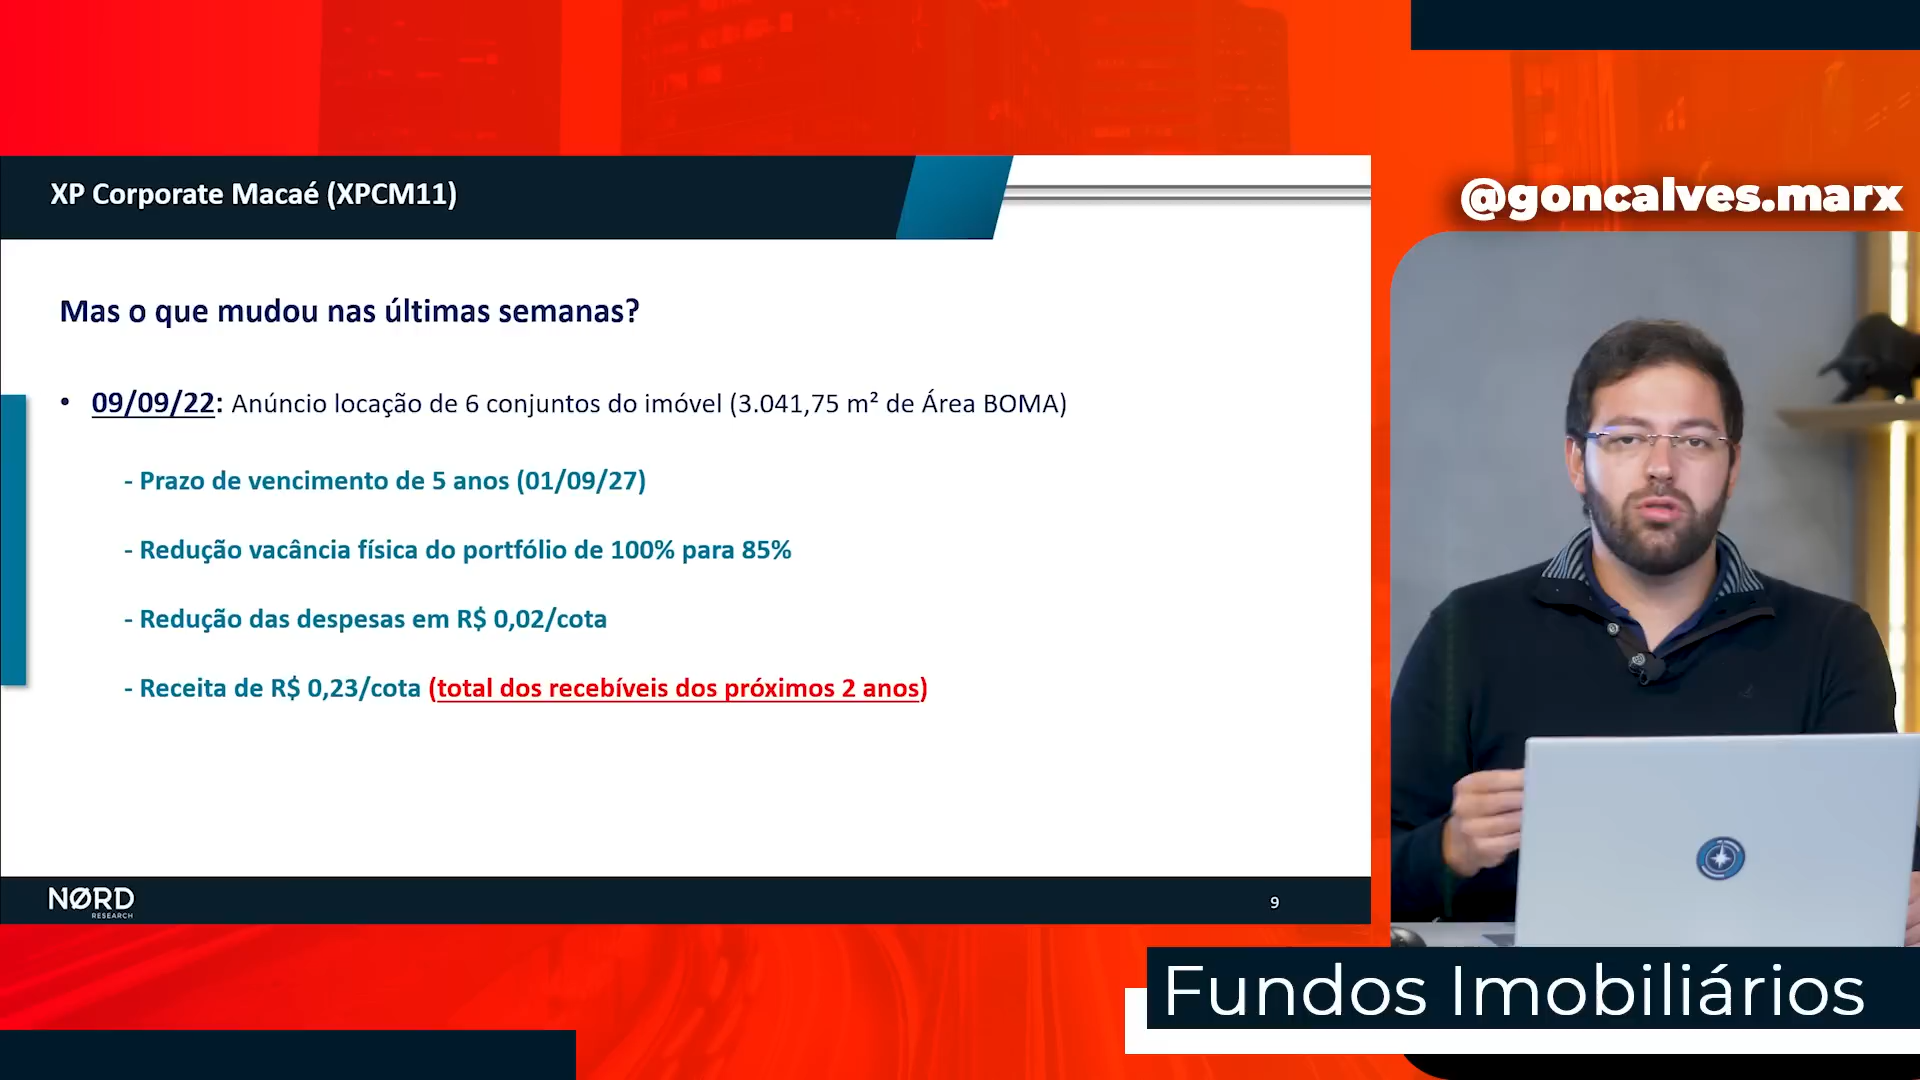 XP Corporate Macaé (XPCM11)
@goncalves.marx
Mas o que mudou nas últimas semanas?
• 09/09/22: Anúncio locação de 6 conjuntos do imóvel (3.041,75 m² de Área BOMA)
- Prazo de vencimento de 5 anos (01/09/27)
- Redução vacância física do portfólio de 100% para 85%
- Redução das despesas em R$ 0,02/cota
- Receita de R$ 0,23/cota (total dos recebíveis dos próximos 2 anos)
NØRD
RESEARCH
9
Fundos Imobiliários